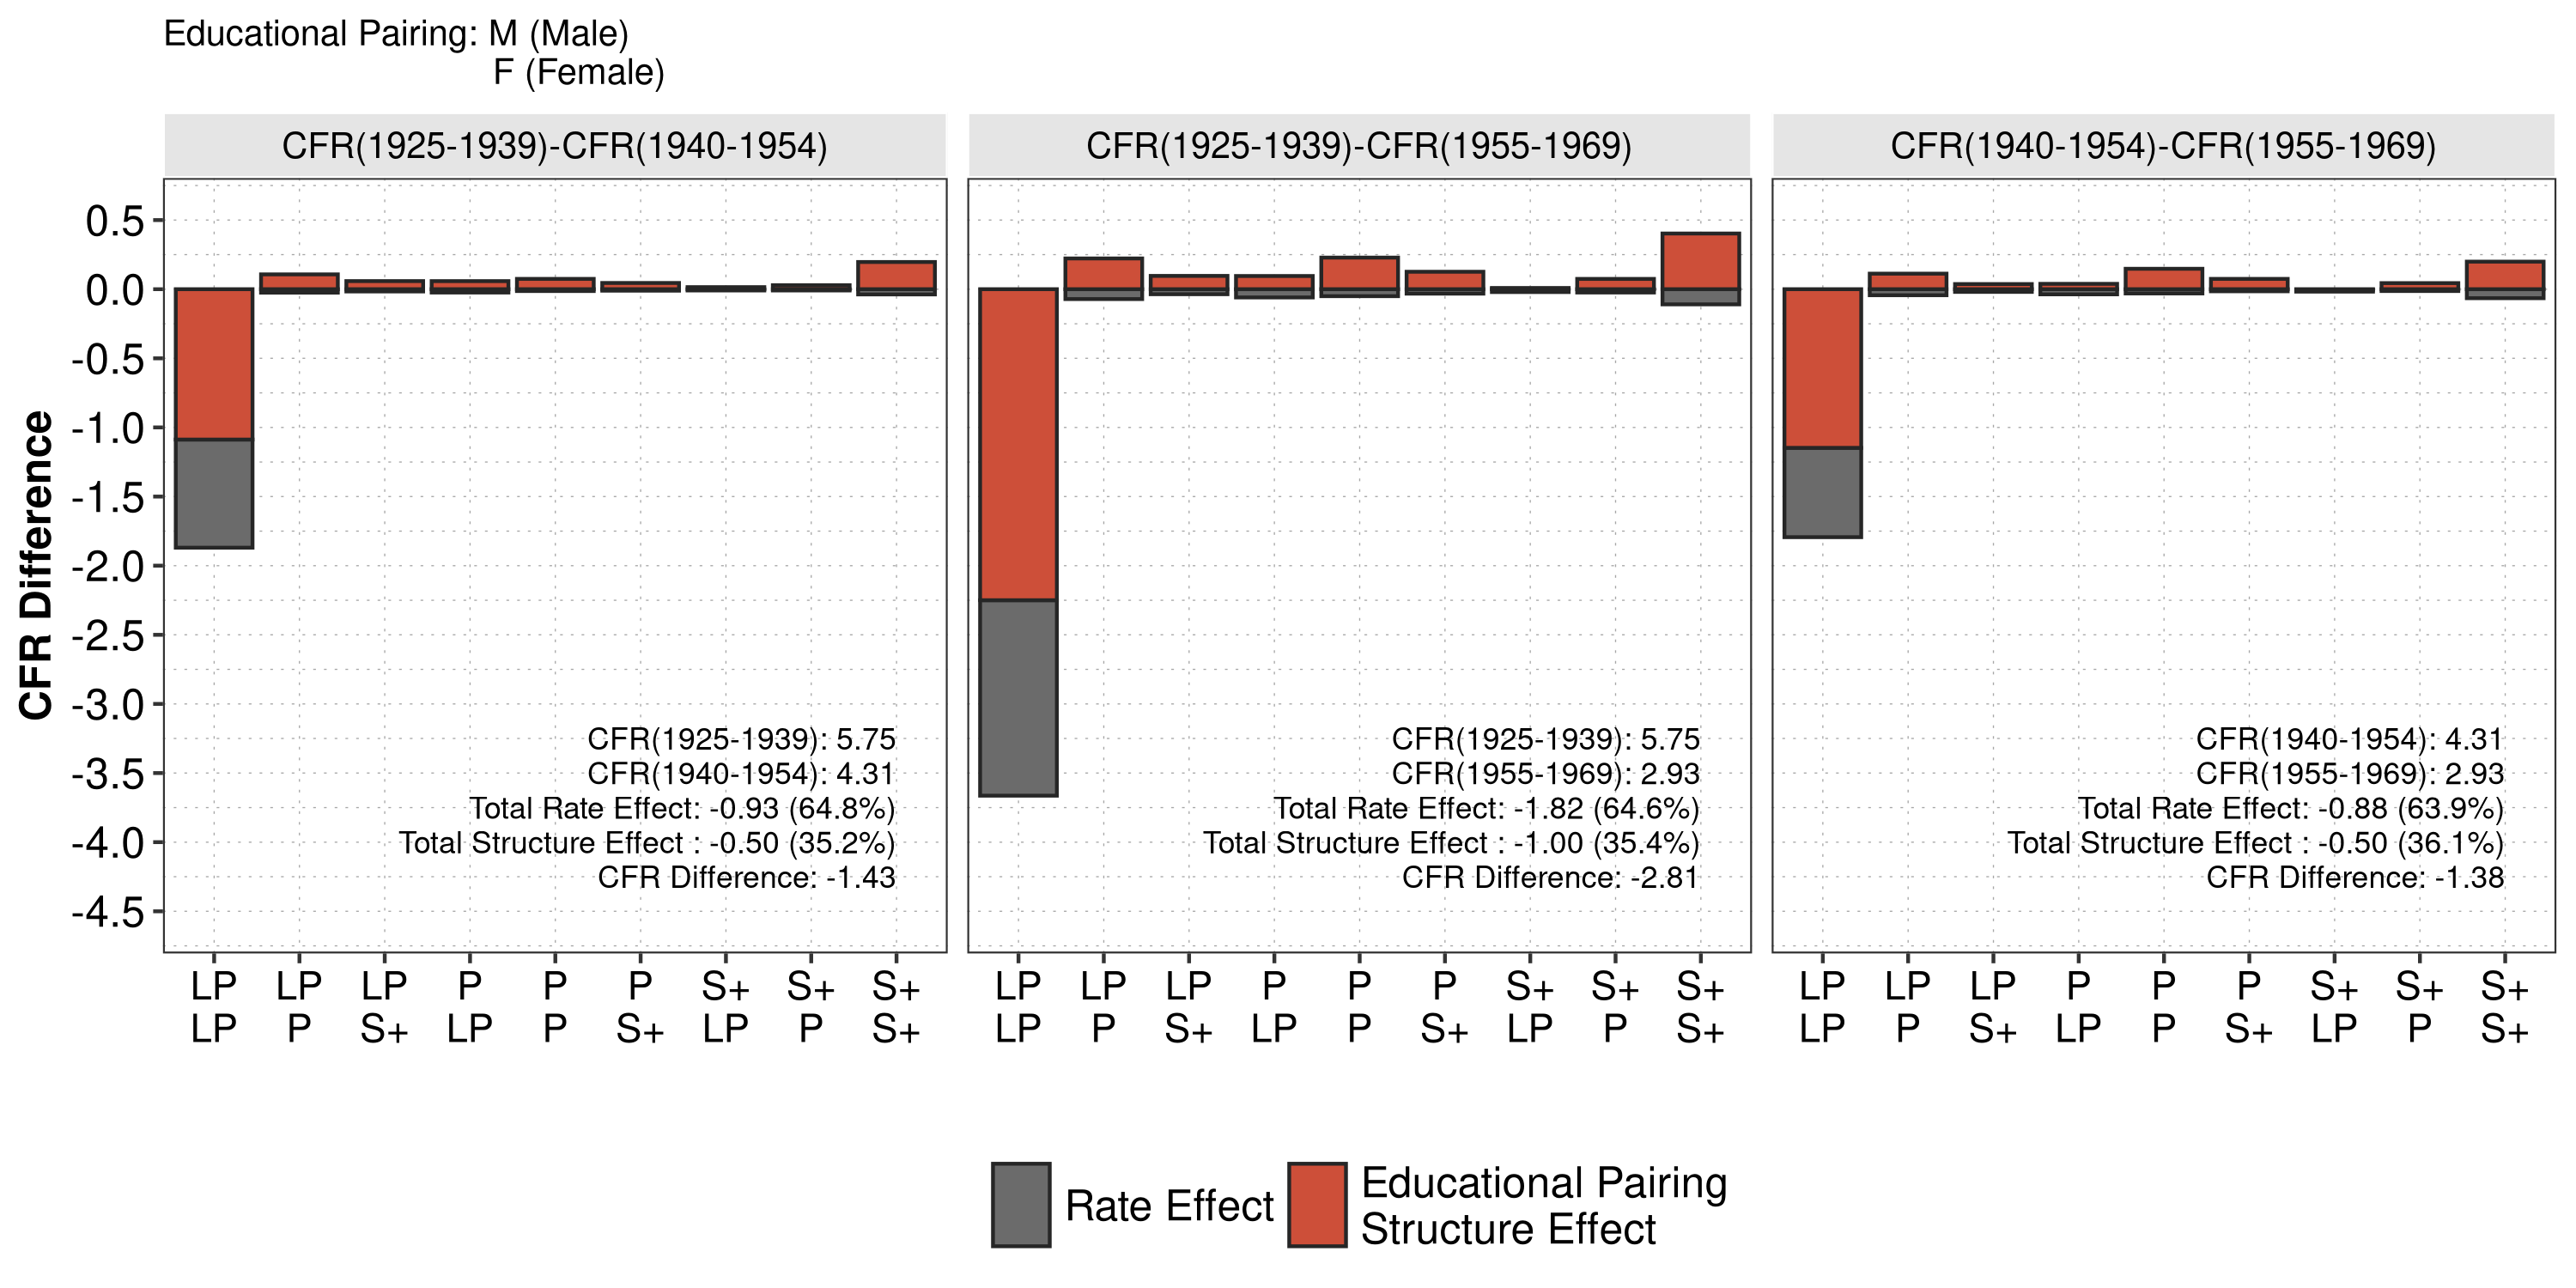 Educational Pairing: M (Male)
F (Female)
CFR(1925-1939)-CFR(1940-1954)
CFR(1925-1939)-CFR(1955-1969)
CFR(1940-1954)-CFR(1955-1969)
CFR Difference
0.5
0.0
-0.5
-1.0
-1.5
-2.0
-2.5
-3.0
-3.5
-4.0
-4.5
CFR(1925-1939): 5.75
CFR(1940-1954): 4.31
Total Rate Effect: -0.93 (64.8%)
Total Structure Effect : -0.50 (35.2%)
CFR Difference: -1.43
CFR(1925-1939): 5.75
CFR(1955-1969): 2.93
Total Rate Effect: -1.82 (64.6%)
Total Structure Effect : -1.00 (35.4%)
CFR Difference: -2.81
CFR(1940-1954): 4.31
CFR(1955-1969): 2.93
Total Rate Effect: -0.88 (63.9%)
Total Structure Effect : -0.50 (36.1%)
CFR Difference: -1.38
LP LP LP P P P S+ S+ S+
LP P S+ LP P S+ LP P S+
LP LP LP P P P S+ S+ S+
LP P S+ LP P S+ LP P S+
LP LP LP P P P S+ S+ S+
LP P S+ LP P S+ LP P S+
Rate Effect
Educational Pairing
Structure Effect